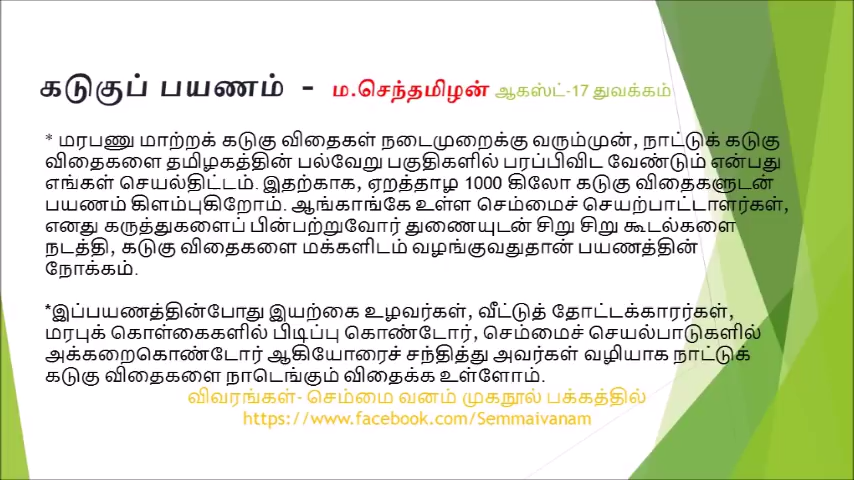 கடுகுப் பயணம் - ம.செந்தமிழன் ஆகஸ்ட்-17 துவக்கம்
* மரபணு மாற்றக் கடுகு விதைகள் நடைமுறைக்கு வரும்முன், நாட்டுக் கடுகு
விதைகளை தமிழகத்தின் பல்வேறு பகுதிகளில் பரப்பிவிட வேண்டும் என்பது
எங்கள் செயல்திட்டம். இதற்காக, ஏறத்தாழ 1000 கிலோ கடுகு விதைகளுடன்
பயணம் கிளம்புகிறோம். ஆங்காங்கே உள்ள செம்மைச் செயற்பாட்டாளர்கள்,
எனது கருத்துகளைப் பின்பற்றுவோர் துணையுடன் சிறு சிறு கூடல்களை
நடத்தி, கடுகு விதைகளை மக்களிடம் வழங்குவதுதான் பயணத்தின்
நோக்கம்.
*இப்பயணத்தின்போது இயற்கை உழவர்கள், வீட்டுத் தோட்டக்காரர்கள்,
மரபுக் கொள்கைகளில் பிடிப்பு கொண்டோர், செம்மைச் செயல்பாடுகளில்
அக்கறைகொண்டோர் ஆகியோரைச் சந்தித்து அவர்கள் வழியாக நாட்டுக்
கடுகு விதைகளை நாடெங்கும் விதைக்க உள்ளோம்.
விவரங்கள்- செம்மை வனம் முகநூல் பக்கத்தில்
https://www.facebook.com/Semmaivanam